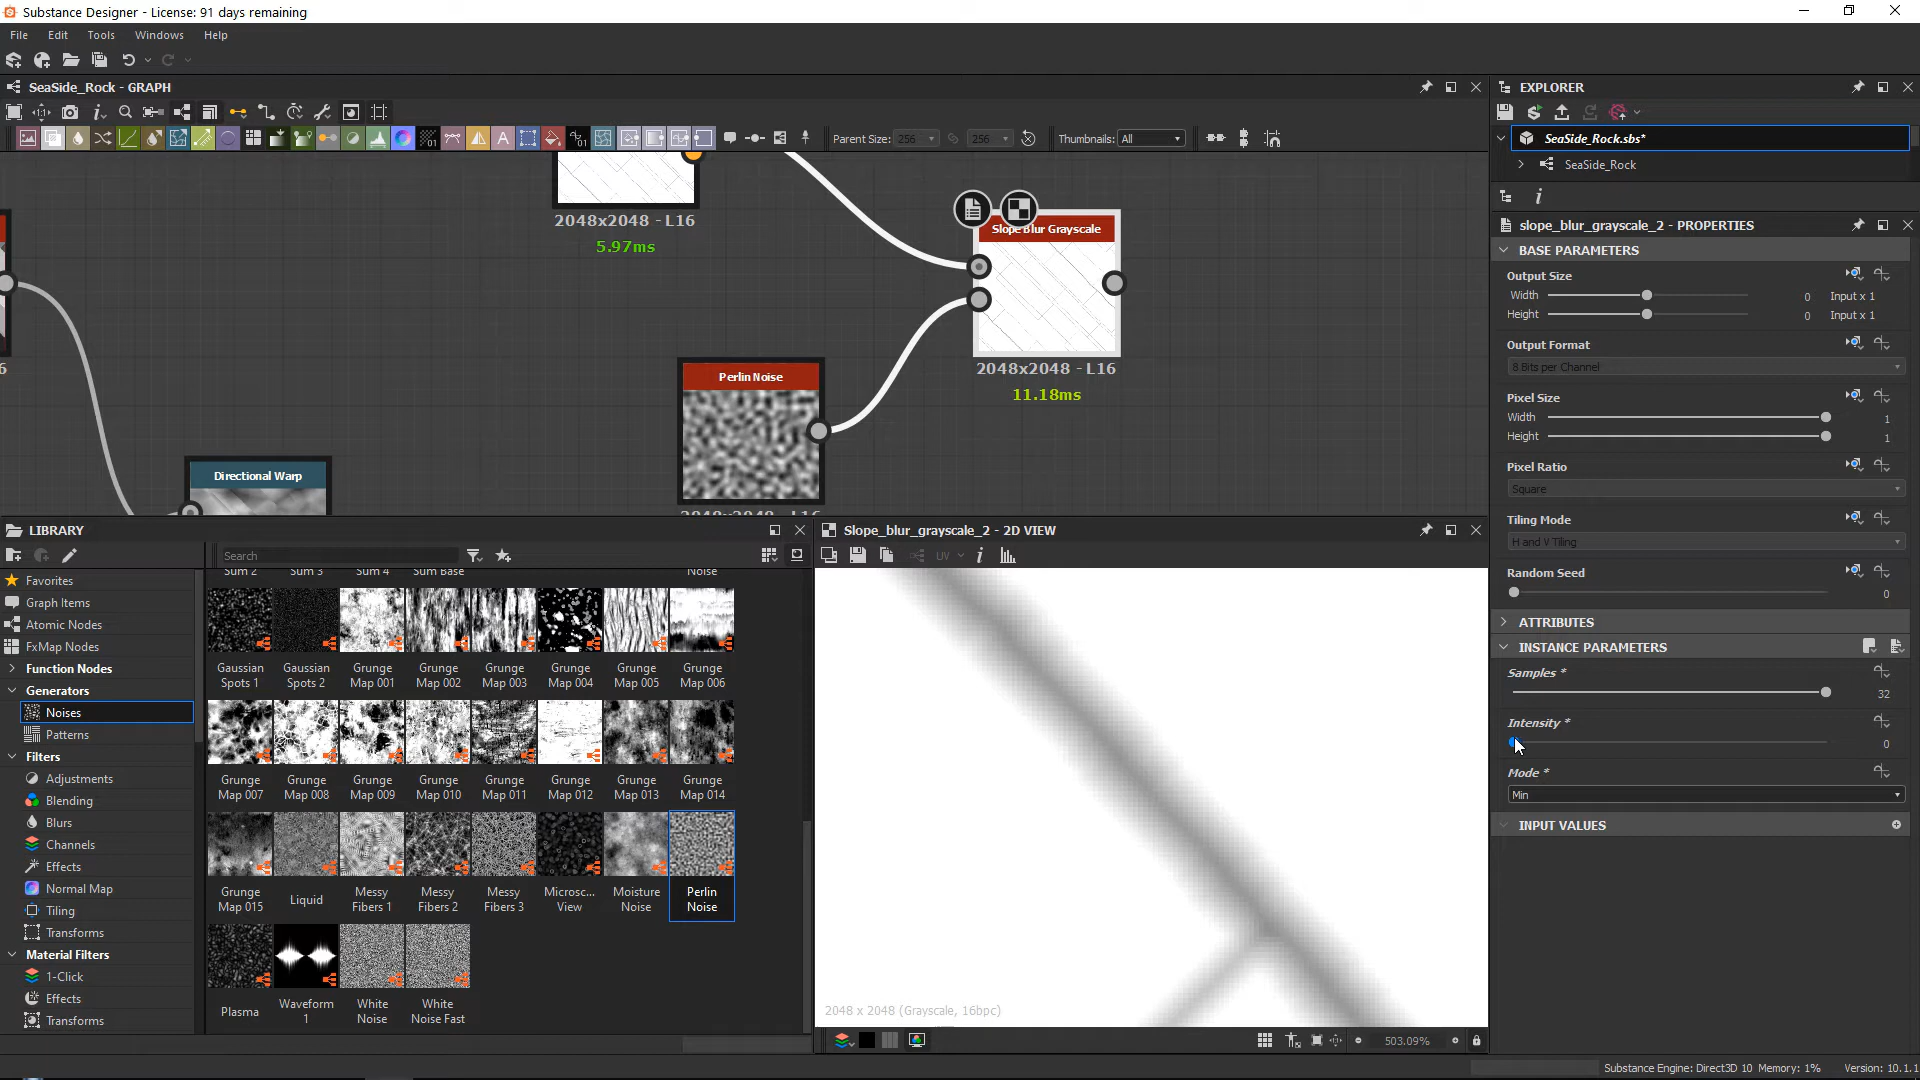 Substance Designer - License: 91 days remaining
File Edit Tools Windows Help
SeaSide_Rock - GRAPH
Parent Size: 256 256 Thumbnails: All
2048x2048 - L16
5.97ms
Slope Blur Grayscale
2048x2048 - L16
11.18ms
Perlin Noise
6
Directional Warp
LIBRARY
Search
Favorites
Graph Items
Atomic Nodes
FxMap Nodes
Function Nodes
Generators
Noises
Patterns
Filters
Adjustments
Blending
Blurs
Channels
Effects
Normal Map
Tiling
Transforms
Material Filters
1-Click
Effects
Transforms
Sum 2 Sum 3 Sum 4 Sum Base Noise
Gaussian Spots 1
Gaussian Spots 2
Grunge Map 001
Grunge Map 002
Grunge Map 003
Grunge Map 004
Grunge Map 005
Grunge Map 006
Grunge Map 007
Grunge Map 008
Grunge Map 009
Grunge Map 010
Grunge Map 011
Grunge Map 012
Grunge Map 013
Grunge Map 014
Grunge Map 015
Liquid
Messy Fibers 1
Messy Fibers 2
Messy Fibers 3
Microsc... View
Moisture Noise
Perlin Noise
Plasma
Waveform 1
White Noise
White Noise Fast
Slope_blur_grayscale_2 - 2D VIEW
UV
2048 x 2048 (Grayscale, 16bpc)
503.09%
EXPLORER
SeaSide_Rock.sbs*
SeaSide_Rock
slope_blur_grayscale_2 - PROPERTIES
BASE PARAMETERS
Output Size
Width 0 Input x 1
Height 0 Input x 1
Output Format
8 Bits per Channel
Pixel Size
Width 1
Height 1
Pixel Ratio
Square
Tiling Mode
H and V Tiling
Random Seed
0
ATTRIBUTES
INSTANCE PARAMETERS
Samples *
32
Intensity *
0
Mode *
Min
INPUT VALUES
Substance Engine: Direct3D 10 Memory: 1% Version: 10.1.1